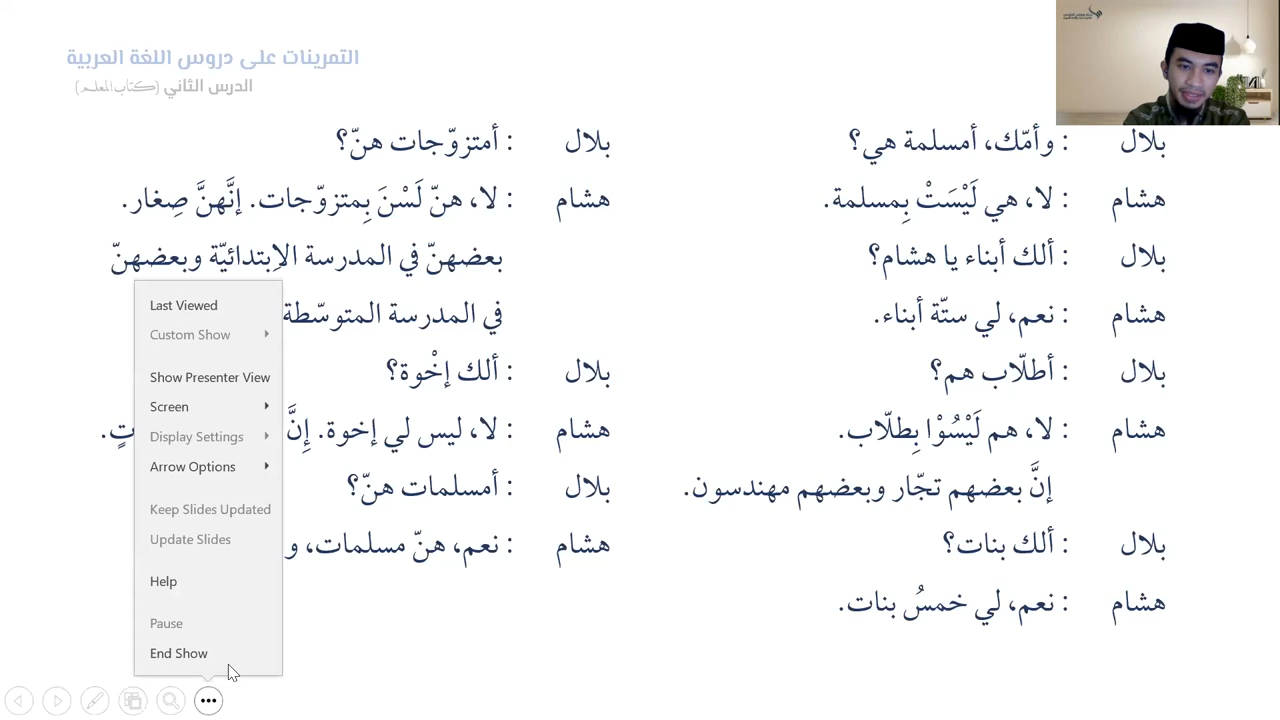 التمرينات على دروس اللغة العربية
الدرس الثاني (كتاب المعلم)
بلال : وأمّك، أمسلمة هي؟
هشام : لا، هي لَيْسَتْ بِمسلمة.
بلال : ألك أبناء يا هشام؟
هشام : نعم، لي ستّة أبناء.
بلال : أطلّاب هم؟
هشام : لا، هم لَيْسُوْا بِطلّاب.
إنَّ بعضهم تجّار وبعضهم مهندسون.
بلال : ألك بنات؟
هشام : نعم، لي خمسُ بنات.
بلال : أمتزوّجات هنّ؟
هشام : لا، هنّ لَسْنَ بِمتزوّجات. إنَّهنَّ صِغار.
بعضهنّ في المدرسة الاِبتدائيّة وبعضهنّ
في المدرسة المتوسّطة
بلال : ألك إخْوة؟
هشام : لا، ليس لي إخوة. إِنَّ
بلال : أمسلمات هنّ؟
هشام : نعم، هنّ مسلمات، و
Last Viewed
Custom Show
Show Presenter View
Screen
Display Settings
Arrow Options
Keep Slides Updated
Update Slides
Help
Pause
End Show